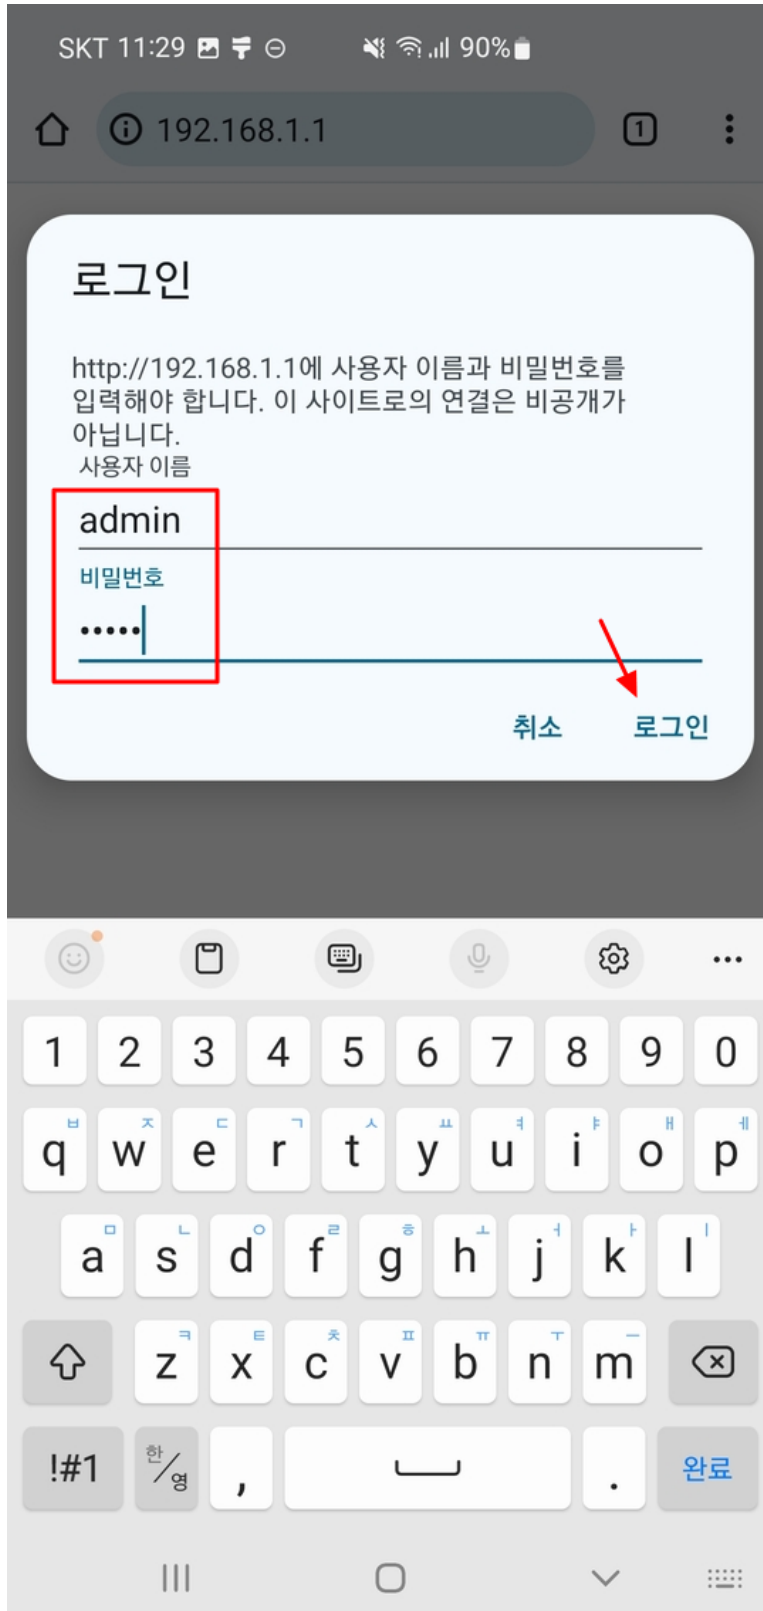 SKT 11:29 90%
192.168.1.1 1
로그인
http://192.168.1.1에 사용자 이름과 비밀번호를
입력해야 합니다. 이 사이트로의 연결은 비공개가
아닙니다.
사용자 이름
admin
비밀번호
•••••
취소 로그인
1 2 3 4 5 6 7 8 9 0
q ㅂ w ㅈ e ㄷ r ㄱ t ㅅ y ㅛ u ㅕ i ㅑ o ㅐ p ㅔ
a ㅁ s ㄴ d ㅇ f ㄹ g ㅎ h ㅗ j ㅓ k ㅏ l ㅣ
z ㅋ x ㅌ c ㅊ v ㅍ b ㅠ n ㅜ m ㅡ
!#1 한/영 , . 완료